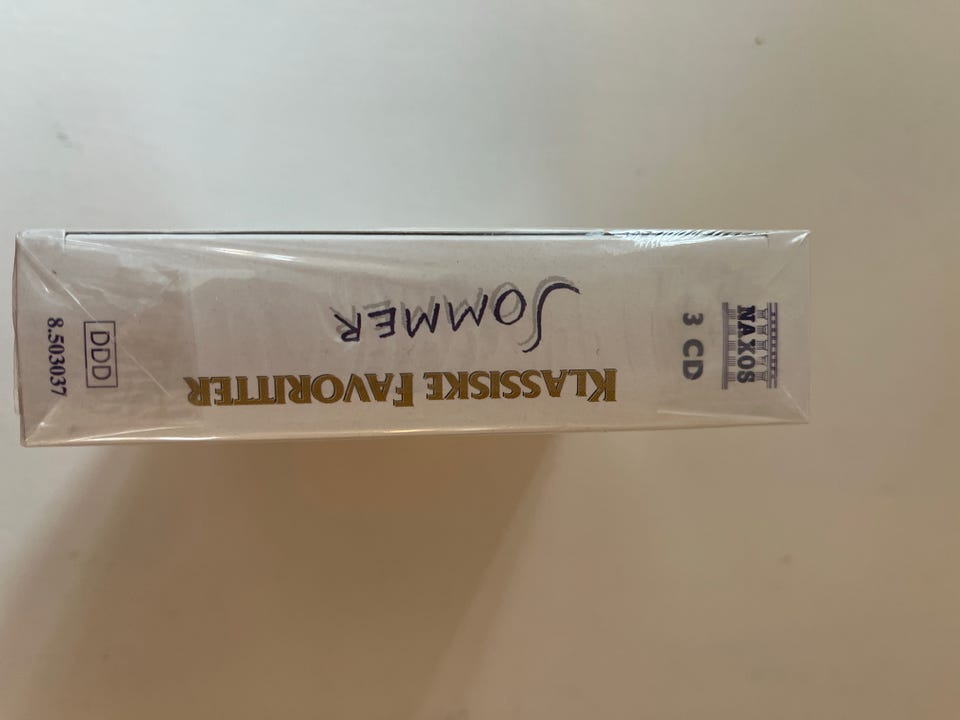 NAXOS
3 CD
KLASSISKE FAVORITTER
SOMMER
DDD
8.503037